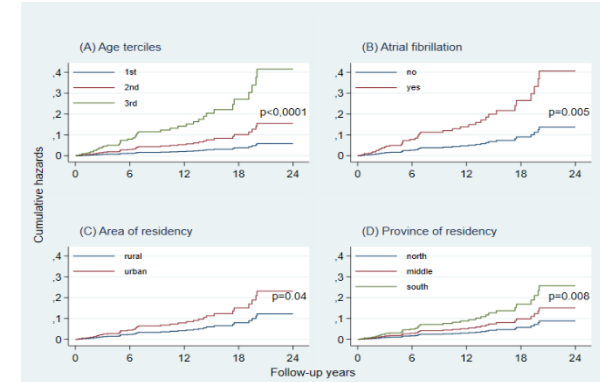 (A) Age terciles
,4
,3
,2
,1
0
1st
2nd
3rd
p<0,0001
0 6 12 18 24
(B) Atrial fibrillation
,4
,3
,2
,1
0
no
yes
p=0.005
0 6 12 18 24
Cumulative hazards
(C) Area of residency
,4
,3
,2
,1
0
rural
urban
p=0.04
0 6 12 18 24
(D) Province of residency
,4
,3
,2
,1
0
north
middle
south
p=0.008
0 6 12 18 24
Follow-up years